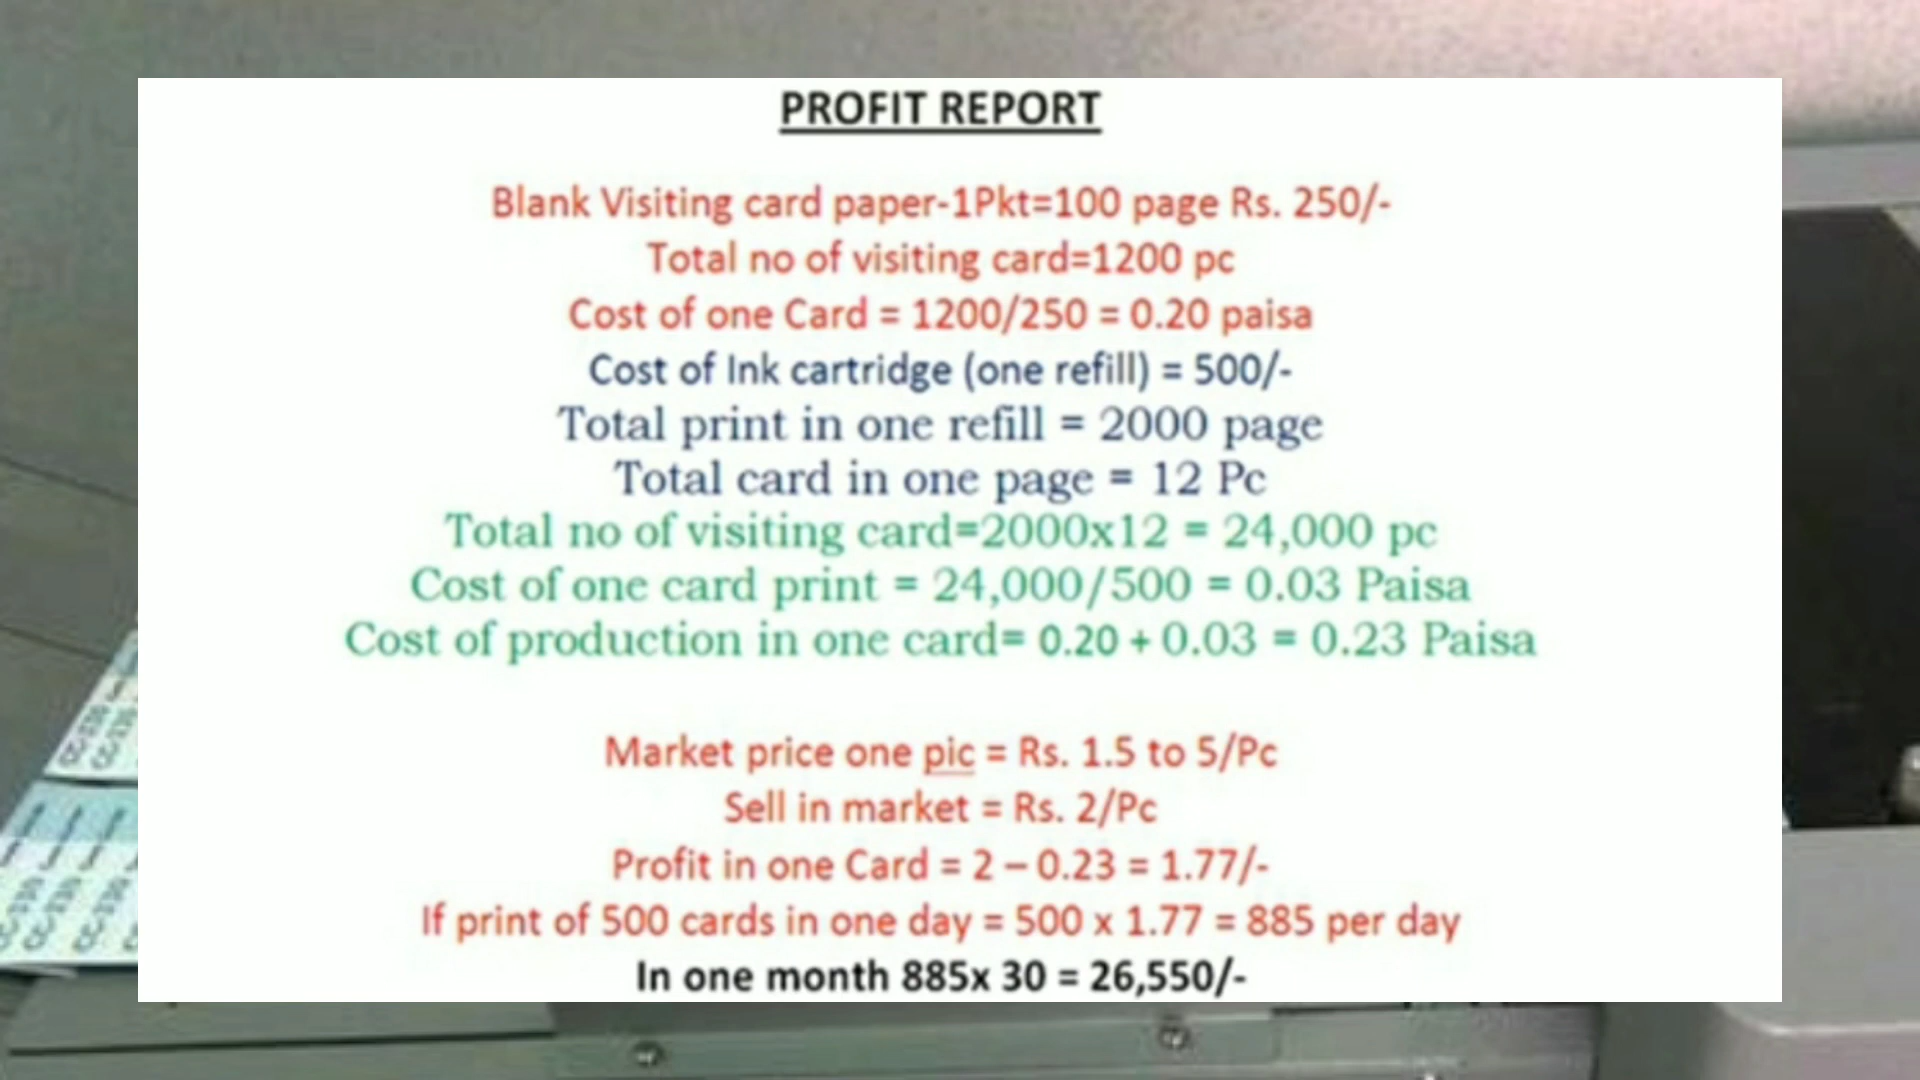 PROFIT REPORT
Blank Visiting card paper-1Pkt=100 page Rs. 250/-
Total no of visiting card=1200 pc
Cost of one Card = 1200/250 = 0.20 paisa
Cost of Ink cartridge (one refill) = 500/-
Total print in one refill = 2000 page
Total card in one page = 12 Pc
Total no of visiting card=2000x12 = 24,000 pc
Cost of one card print = 24,000/500 = 0.03 Paisa
Cost of production in one card= 0.20 + 0.03 = 0.23 Paisa
Market price one pic = Rs. 1.5 to 5/Pc
Sell in market = Rs. 2/Pc
Profit in one Card = 2 – 0.23 = 1.77/-
If print of 500 cards in one day = 500 x 1.77 = 885 per day
In one month 885x 30 = 26,550/-